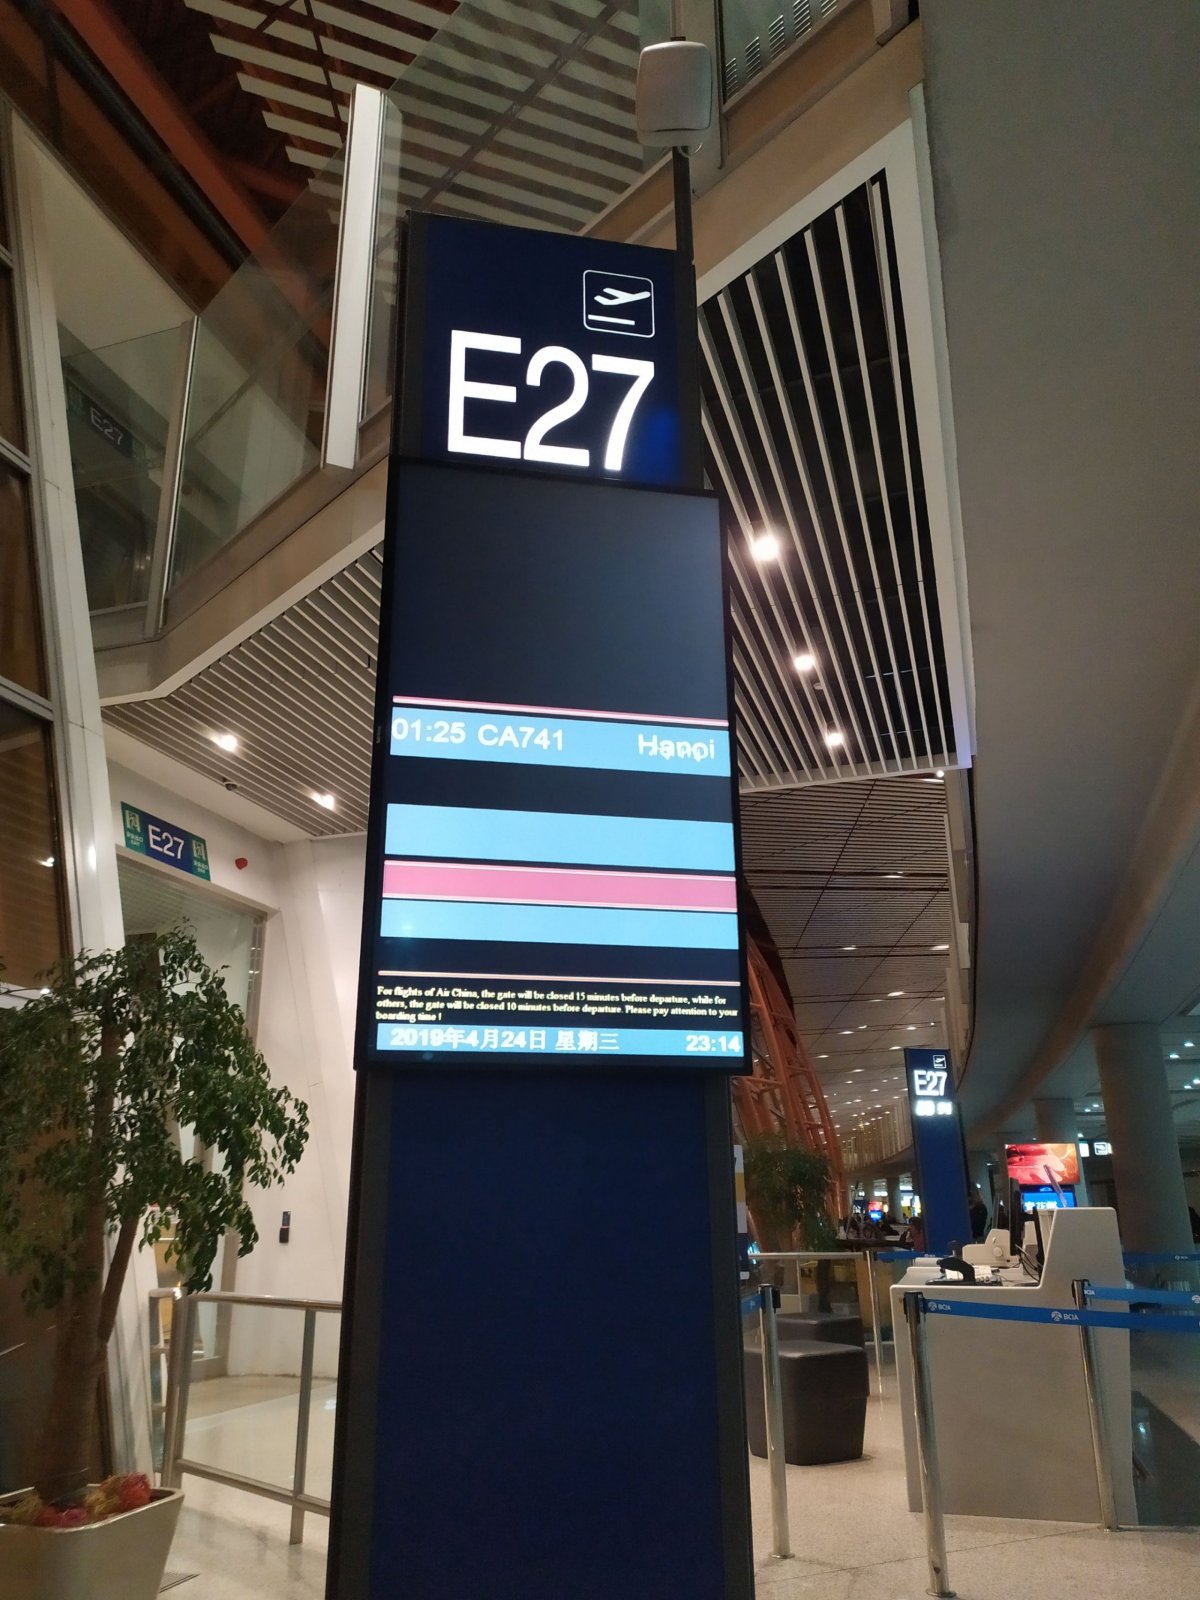 E27
E27
01:25 CA741 Hanoi
E27
For flights of Air China, the gate will be closed 15 minutes before departure, while for
others, the gate will be closed 10 minutes before departure. Please pay attention to your
boarding time !
2019年4月24日 星期三 23:14
E27
BCIA
BCIA
BCIA